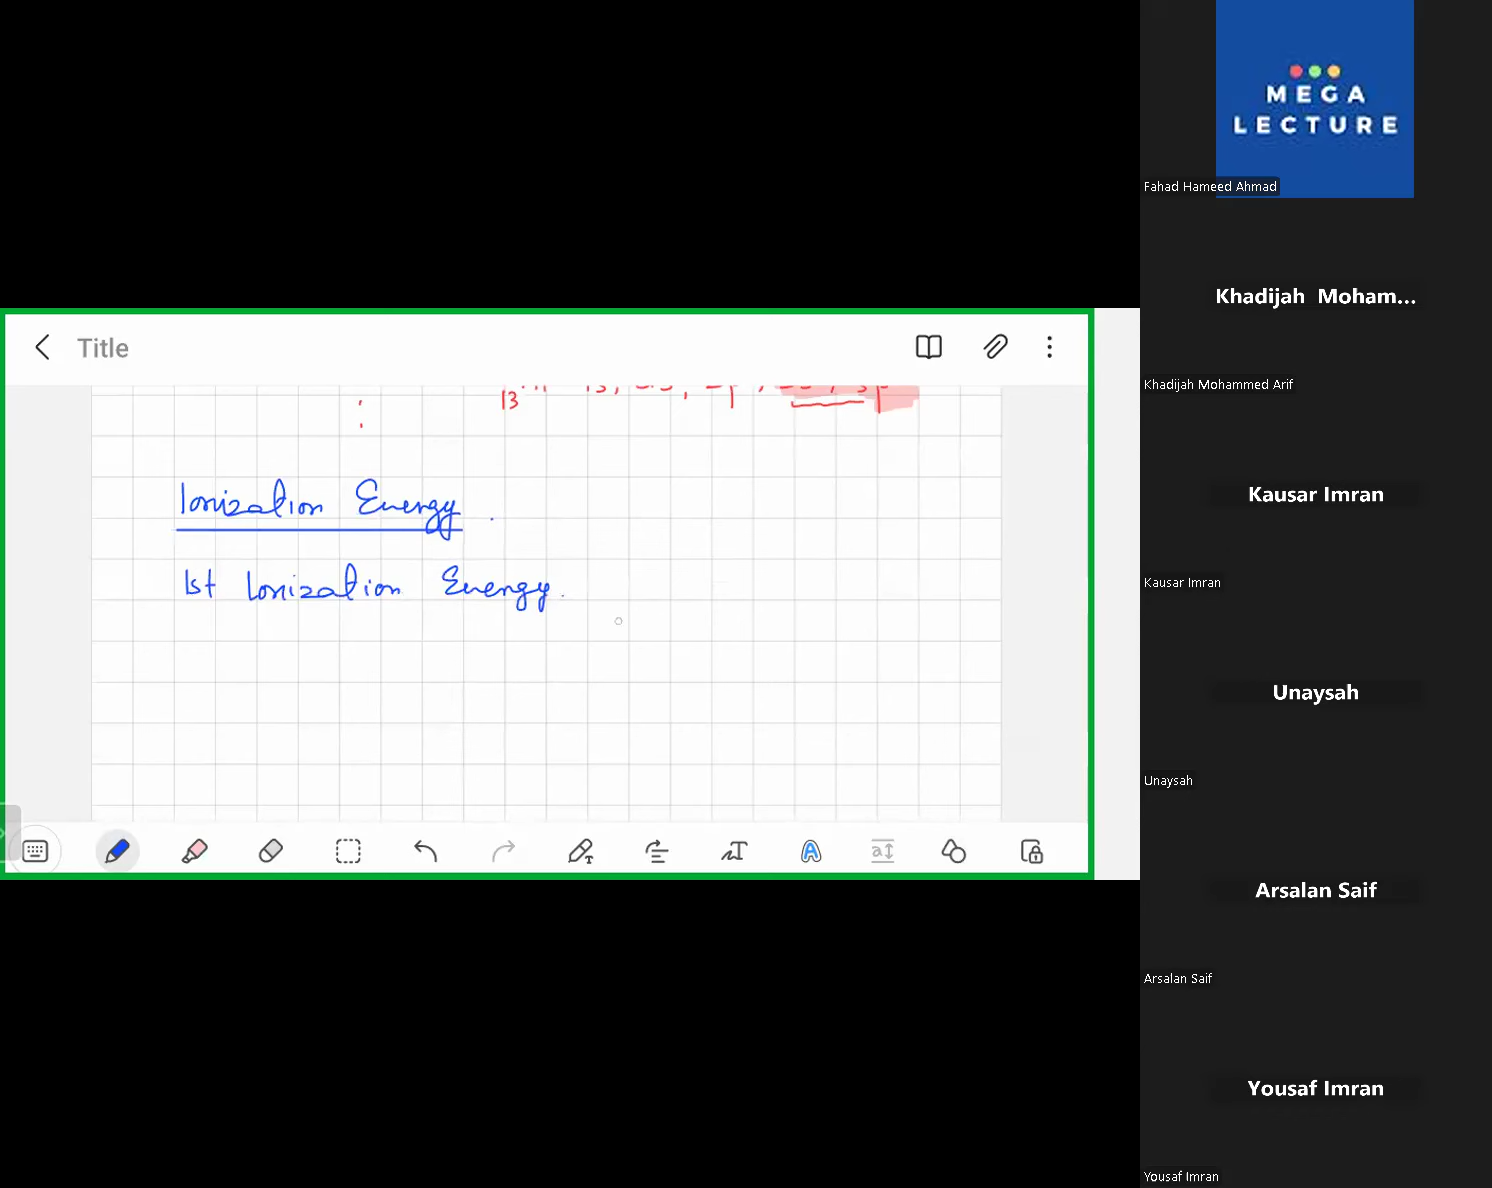 MEGA
LECTURE
Fahad Hameed Ahmad
Khadijah Moham...
Khadijah Mohammed Arif
Kausar Imran
Kausar Imran
Unaysah
Unaysah
Arsalan Saif
Arsalan Saif
Yousaf Imran
Yousaf Imran
Title
13
Ionization Energy .
1st Ionization Energy.